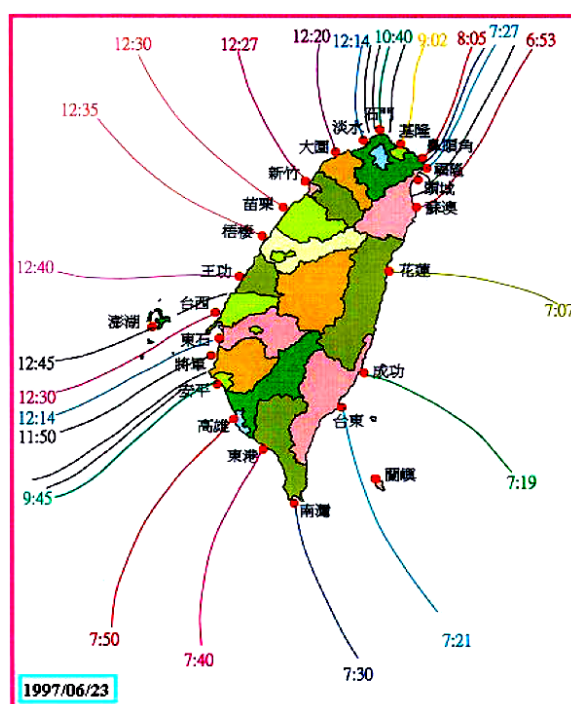 12:30
12:27
12:20
12:14
10:40
9:02
8:05
7:27
6:53
12:35
石門
淡水
基隆
大園
鼻頭角
福隆
新竹
頭城
苗栗
蘇澳
梧棲
12:40
王功
花蓮
7:07
台西
澎湖
東石
12:45
將軍
成功
12:30
安平
12:14
台東
11:50
高雄
東港
蘭嶼
7:19
9:45
南灣
7:50
7:21
7:40
7:30
1997/06/23